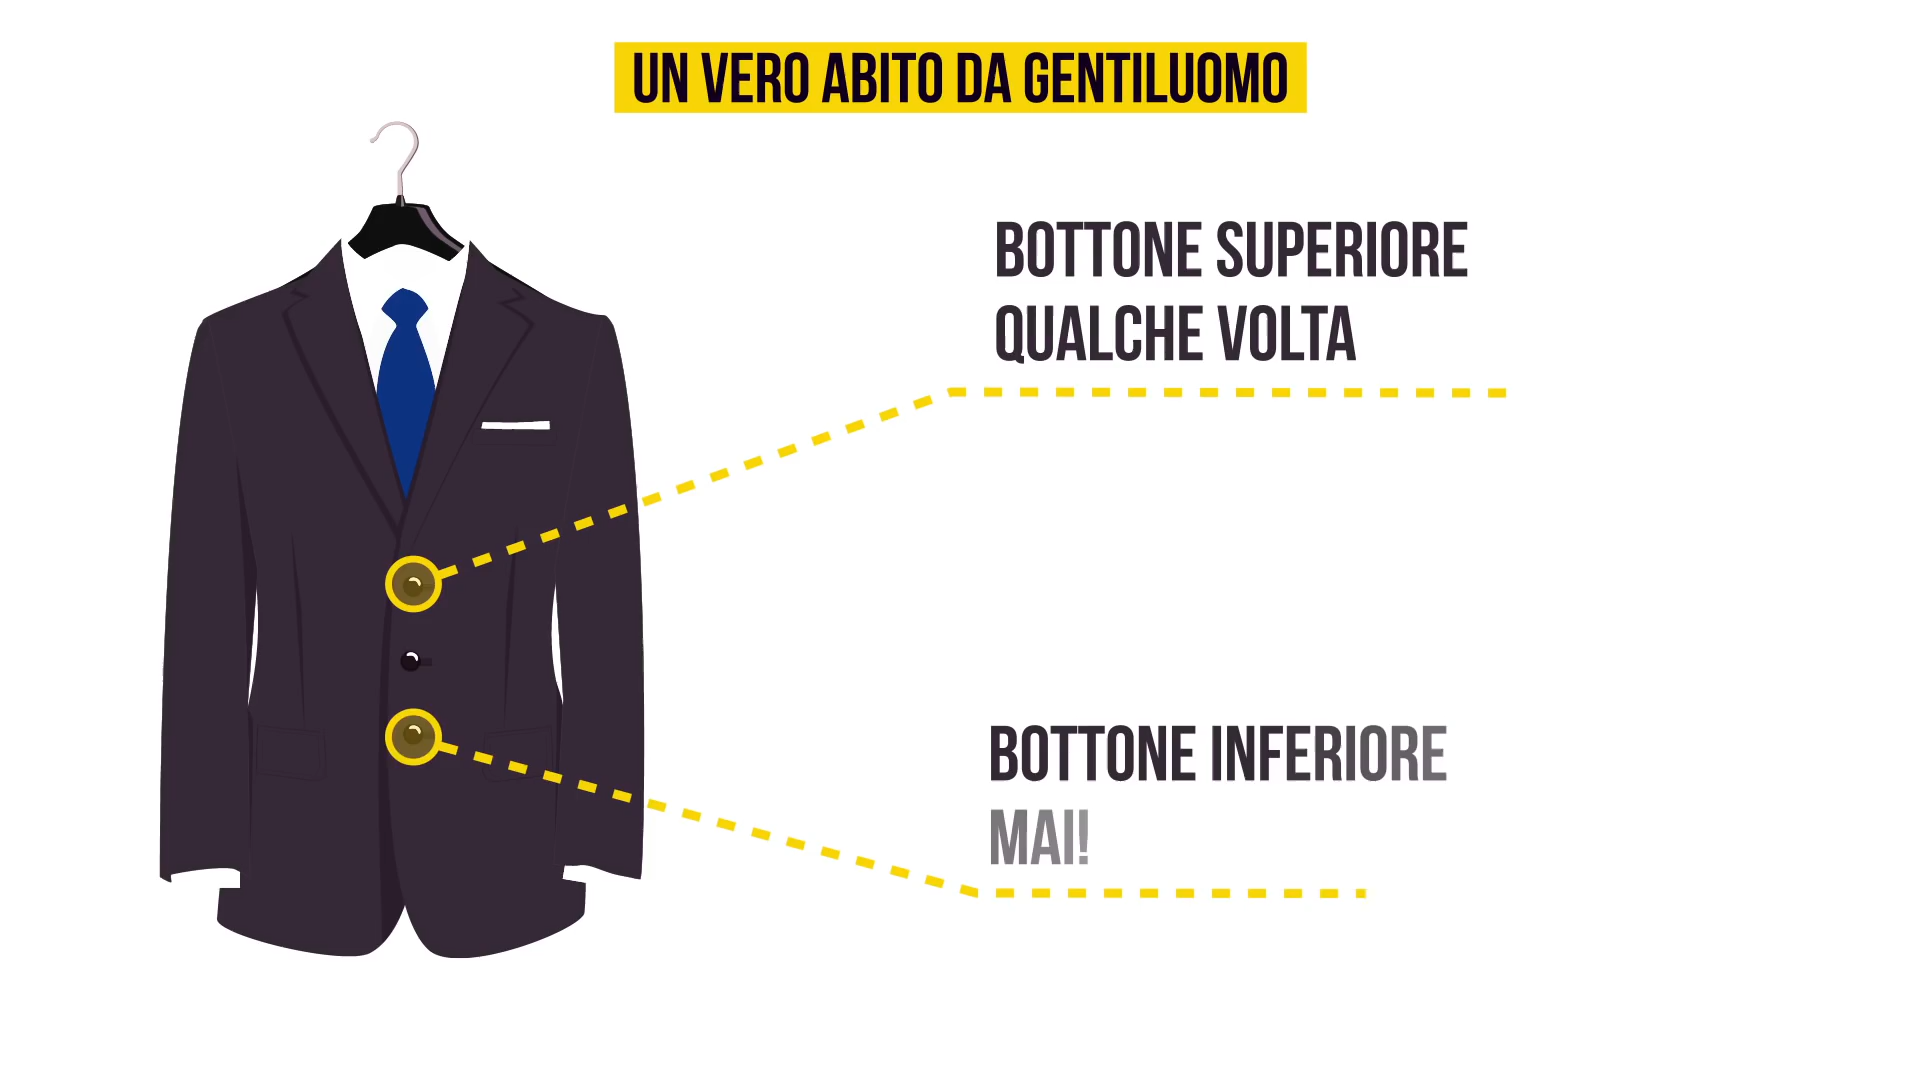 UN VERO ABITO DA GENTILUOMO
BOTTONE SUPERIORE
QUALCHE VOLTA
BOTTONE INFERIORE
MAI!